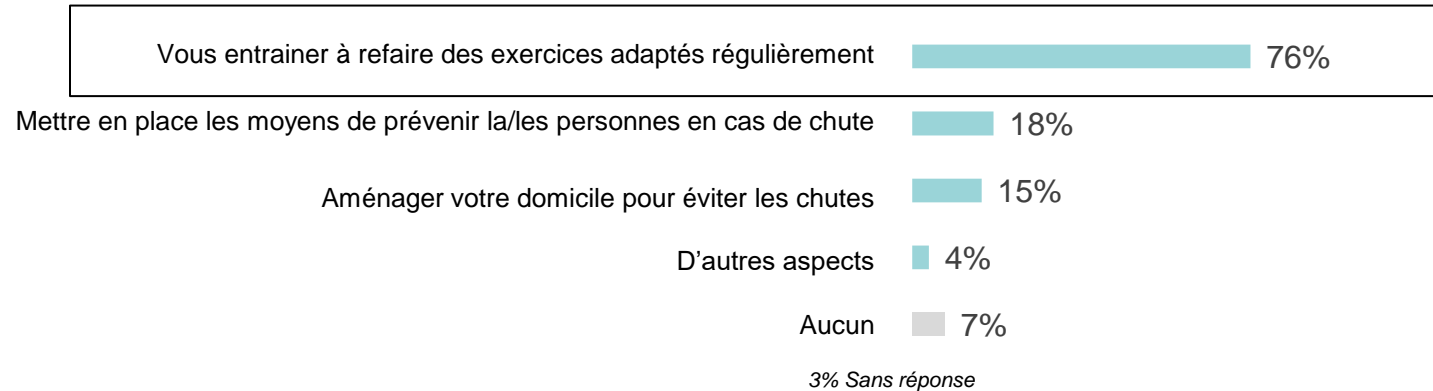 Vous entrainer à refaire des exercices adaptés régulièrement 76%
Mettre en place les moyens de prévenir la/les personnes en cas de chute 18%
Aménager votre domicile pour éviter les chutes 15%
D'autres aspects 4%
Aucun 7%
3% Sans réponse